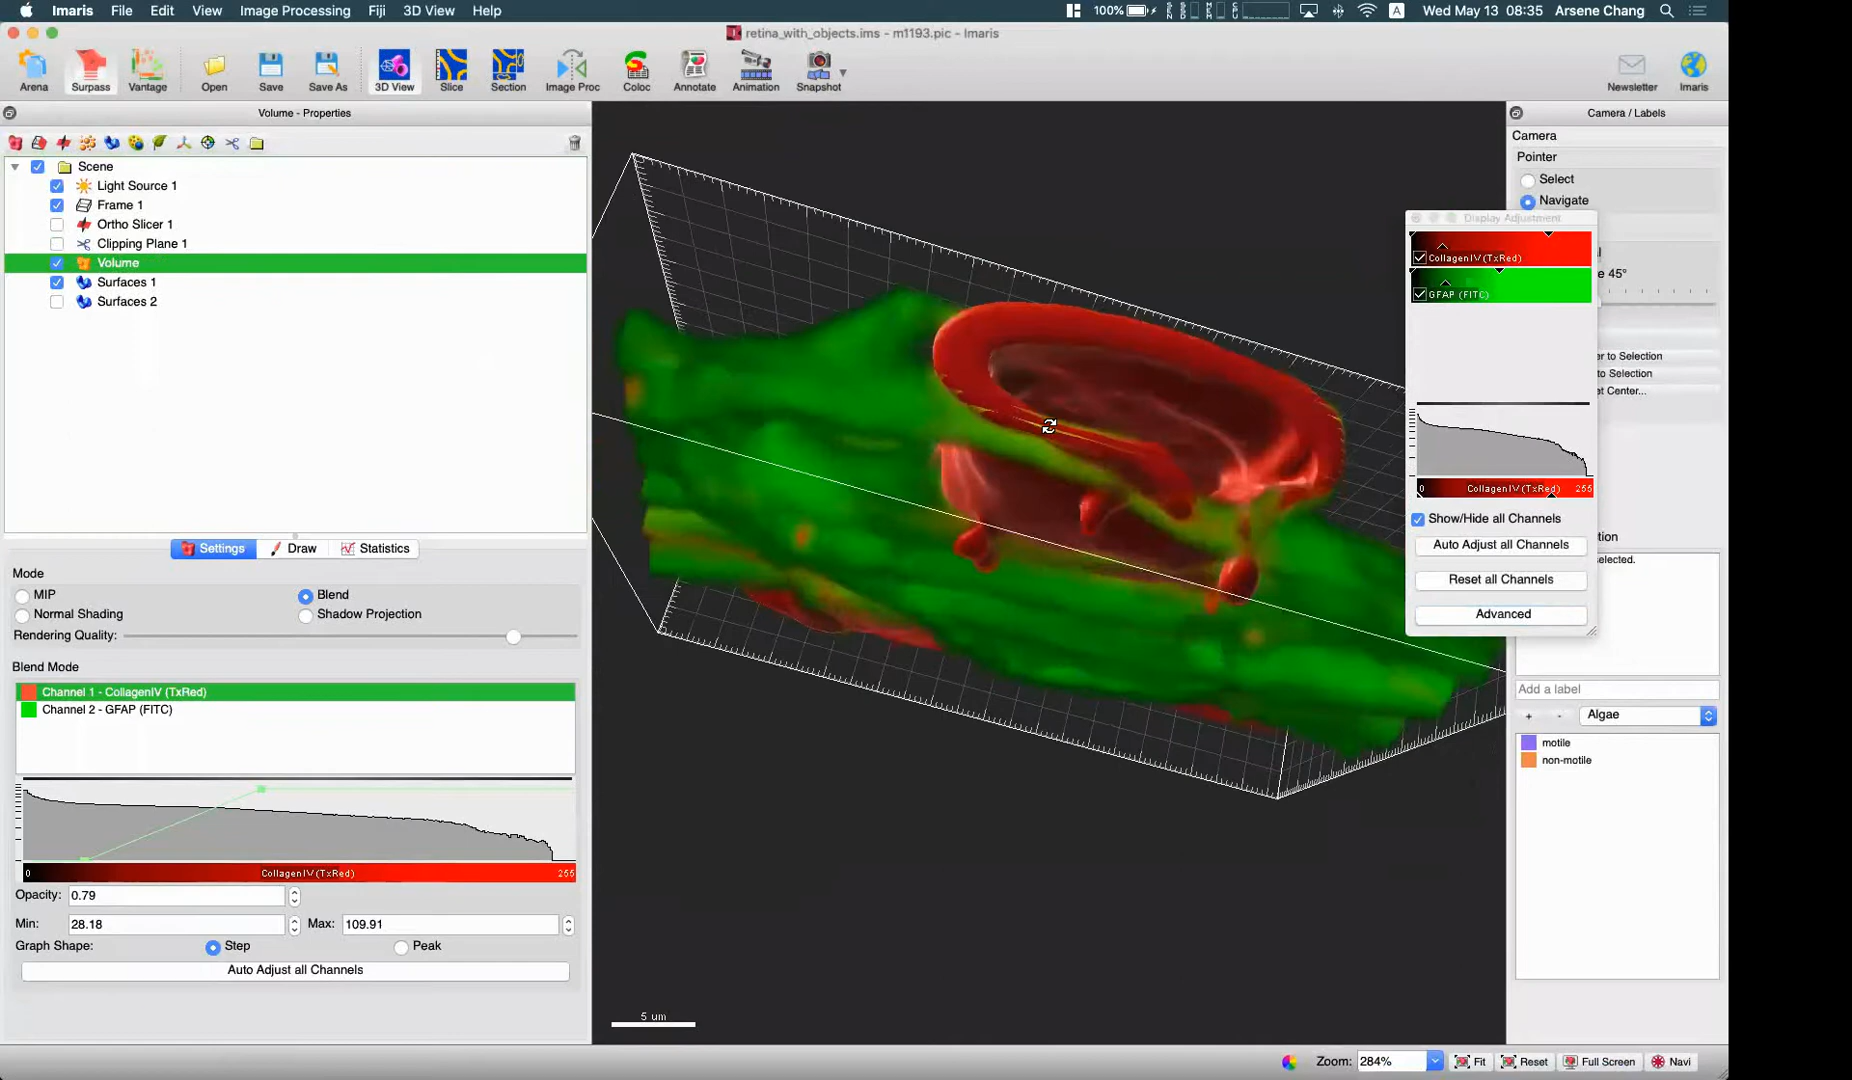 Imaris File Edit View Image Processing Fiji 3D View Help
100% Wed May 13 08:35 Arsene Chang
retina_with_objects.ims - m1193.pic - Imaris
Arena Surpass Vantage Open Save Save As 3D View Slice Section Image Proc Coloc Annotate Animation Snapshot Newsletter Imaris
Volume - Properties
Scene
Light Source 1
Frame 1
Ortho Slicer 1
Clipping Plane 1
Volume
Surfaces 1
Surfaces 2
Settings Draw Statistics
Mode
MIP Blend
Normal Shading Shadow Projection
Rendering Quality:
Blend Mode
Channel 1 - CollagenIV (TxRed)
Channel 2 - GFAP (FITC)
0 CollagenIV (TxRed) 255
Opacity: 0.79
Min: 28.18 Max: 109.91
Graph Shape: Step Peak
Auto Adjust all Channels
5 um
Camera / Labels
Camera
Pointer
Select
Navigate
Display Adjustment
CollagenIV (TxRed)
e 45°
GFAP (FITC)
er to Selection
to Selection
et Center...
0 CollagenIV (TxRed) 255
Show/Hide all Channels
tion
Auto Adjust all Channels
elected.
Reset all Channels
Advanced
Add a label
+ - Algae
motile
non-motile
Zoom: 284% Fit Reset Full Screen Navi